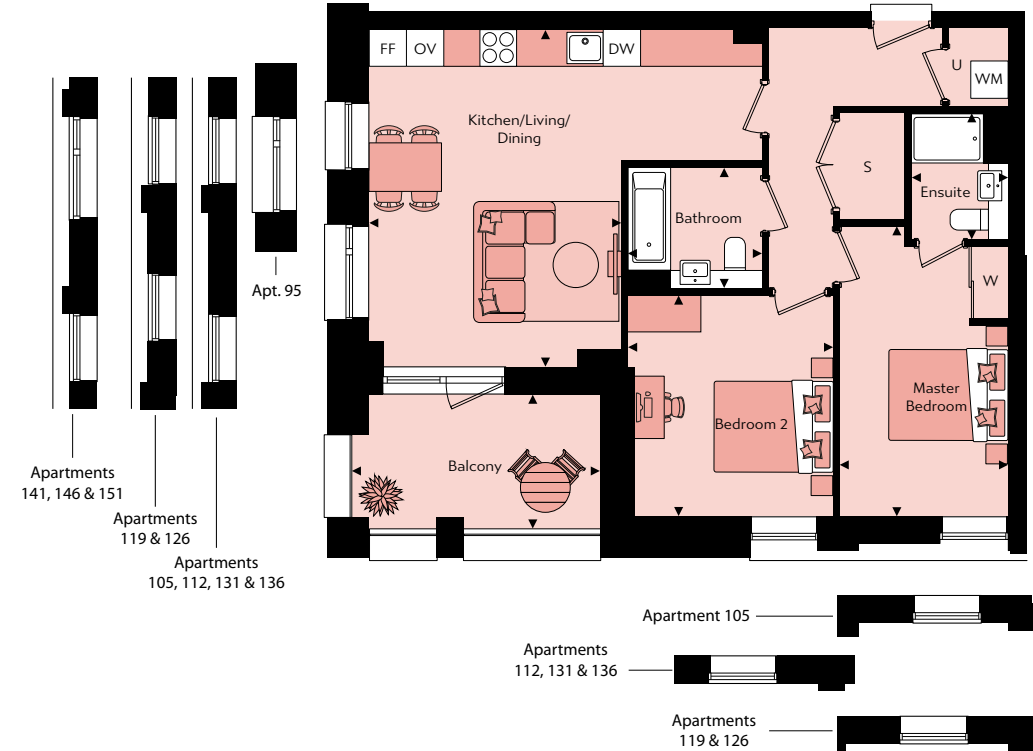 FF
OV
DW
U
WM
Kitchen/Living/
Dining
S
Ensuite
Bathroom
W
Apt. 95
Master
Bedroom
Bedroom 2
Balcony
Apartments
141, 146 & 151
Apartments
119 & 126
Apartments
105, 112, 131 & 136
Apartment 105
Apartments
112, 131 & 136
Apartments
119 & 126